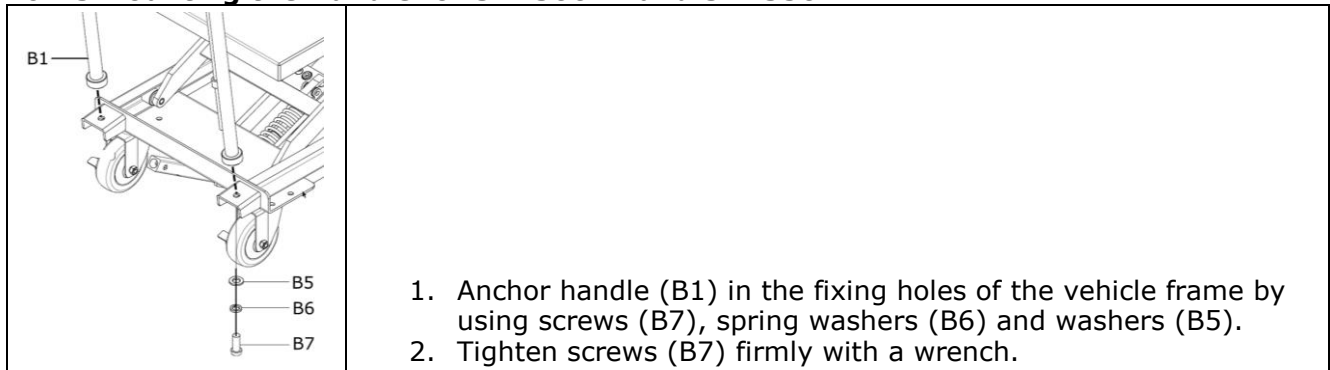 B1
B5
B6
B7
1. Anchor handle (B1) in the fixing holes of the vehicle frame by
using screws (B7), spring washers (B6) and washers (B5).
2. Tighten screws (B7) firmly with a wrench.